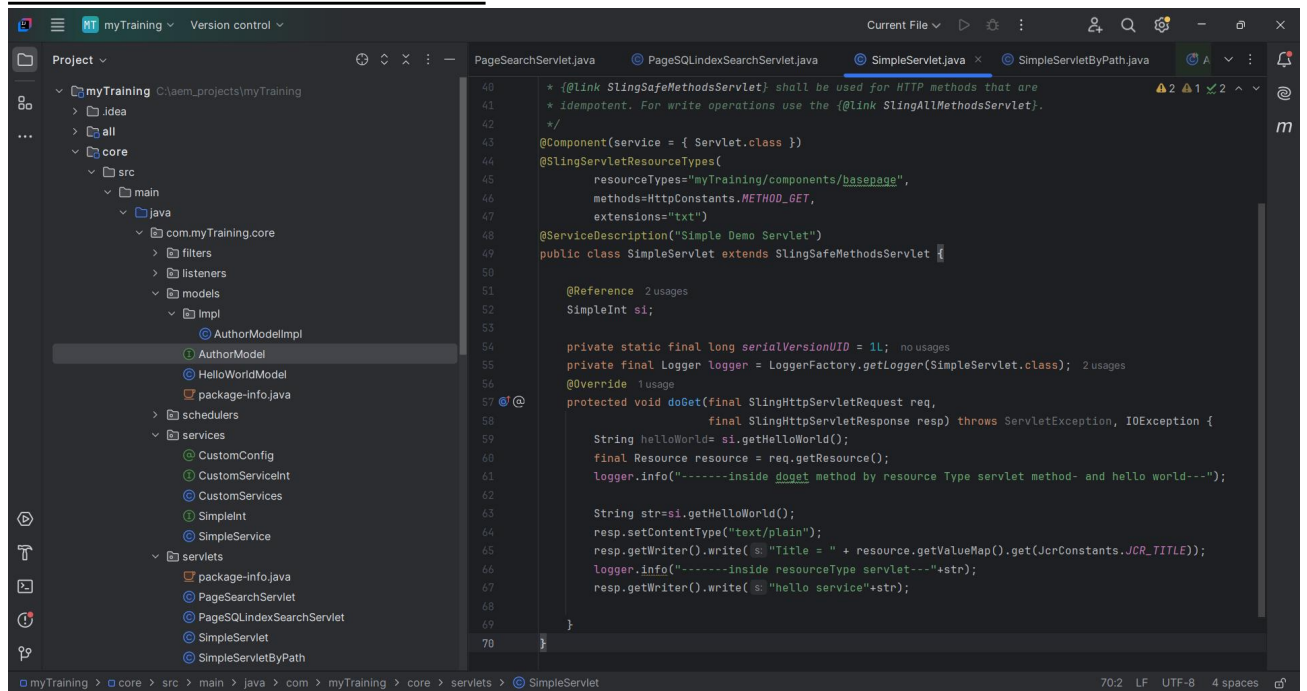 MT myTraining Version control Current File
Project
myTraining C:\aem_projects\myTraining
.idea
all
core
src
main
java
com.myTraining.core
filters
listeners
models
Impl
AuthorModelImpl
AuthorModel
HelloWorldModel
package-info.java
schedulers
services
CustomConfig
CustomServiceInt
CustomServices
SimpleInt
SimpleService
servlets
package-info.java
PageSearchServlet
PageSQLindexSearchServlet
SimpleServlet
SimpleServletByPath
PageSearchServlet.java PageSQLindexSearchServlet.java SimpleServlet.java SimpleServletByPath.java A
2 1 2
40 * {@link SlingSafeMethodsServlet} shall be used for HTTP methods that are
41 * idempotent. For write operations use the {@link SlingAllMethodsServlet}.
42 */
43 @Component(service = { Servlet.class })
44 @SlingServletResourceTypes(
45 resourceTypes="myTraining/components/basepage",
46 methods=HttpConstants.METHOD_GET,
47 extensions="txt")
48 @ServiceDescription("Simple Demo Servlet")
49 public class SimpleServlet extends SlingSafeMethodsServlet {
50
51 @Reference 2 usages
52 SimpleInt si;
53
54 private static final long serialVersionUID = 1L; no usages
55 private final Logger logger = LoggerFactory.getLogger(SimpleServlet.class); 2 usages
56 @Override 1 usage
57 @ protected void doGet(final SlingHttpServletRequest req,
58 final SlingHttpServletResponse resp) throws ServletException, IOException {
59 String helloWorld= si.getHelloWorld();
60 final Resource resource = req.getResource();
61 logger.info("-------inside doget method by resource Type servlet method- and hello world---");
62
63 String str=si.getHelloWorld();
64 resp.setContentType("text/plain");
65 resp.getWriter().write( s: "Title = " + resource.getValueMap().get(JcrConstants.JCR_TITLE));
66 logger.info("-------inside resourceType servlet---"+str);
67 resp.getWriter().write( s: "hello service"+str);
68
69 }
70 }
m
myTraining > core > src > main > java > com > myTraining > core > servlets > SimpleServlet 70:2 LF UTF-8 4 spaces